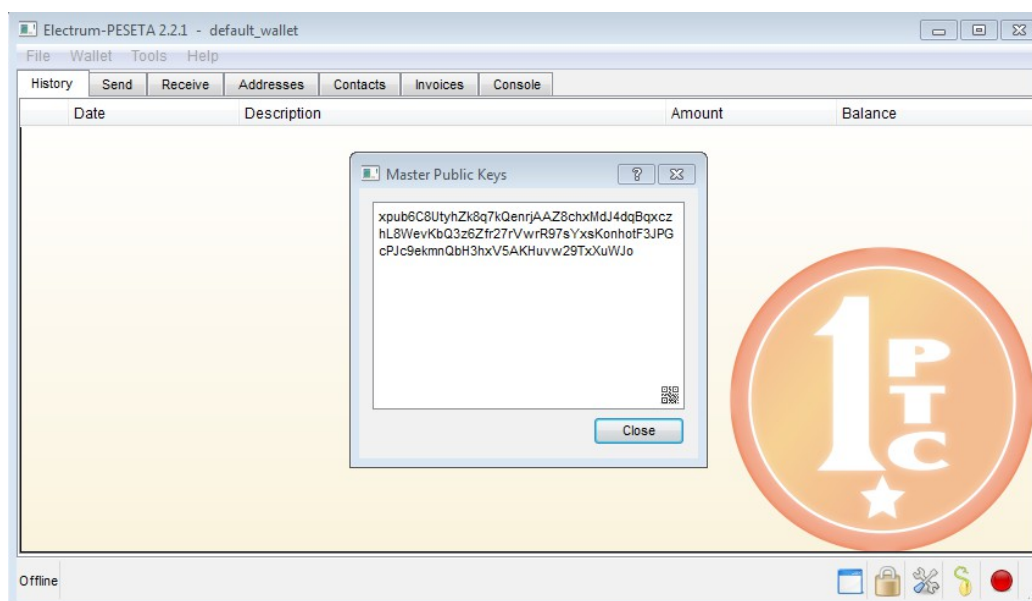 Electrum-PESETA 2.2.1 - default_wallet
File Wallet Tools Help
History Send Receive Addresses Contacts Invoices Console
Date Description Amount Balance
Master Public Keys
xpub6C8UtyhZk8q7kQenrjAAZ8chxMdJ4dqBqxcz
hL8WevKbQ3z6Zfr27rVwrR97sYxsKonhotF3JPG
cPJc9ekmnQbH3hxV5AKHuvw29TxXuWJo
Close
1
PTC
Offline